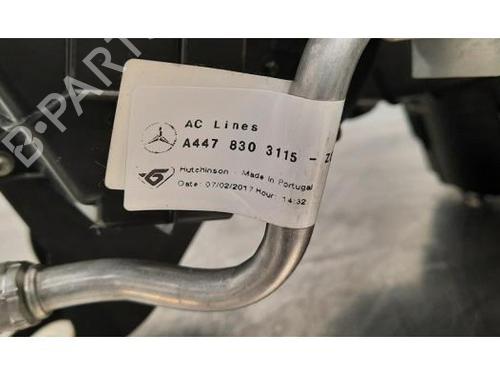 B-PARTS
AC Lines
A447 830 3115 -
Hutchinson - Made in Portugal
Date: 07/02/2017 Hour: 14:32